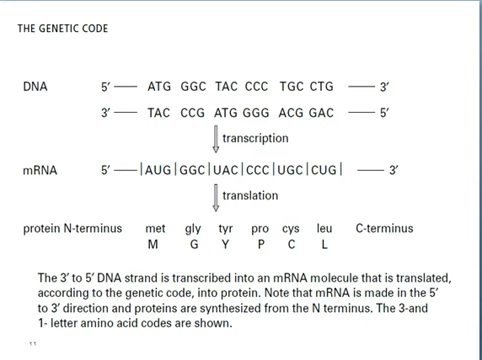 THE GENETIC CODE
DNA 5′ ATG GGC TAC CCC TGC CTG 3′
3′ TAC CCG ATG GGG ACG GAC 5′
transcription
mRNA 5′ |AUG|GGC|UAC|CCC|UGC|CUG| 3′
translation
protein N-terminus met gly tyr pro cys leu C-terminus
M G Y P C L
The 3′ to 5′ DNA strand is transcribed into an mRNA molecule that is translated,
according to the genetic code, into protein. Note that mRNA is made in the 5′
to 3′ direction and proteins are synthesized from the N terminus. The 3-and
1- letter amino acid codes are shown.